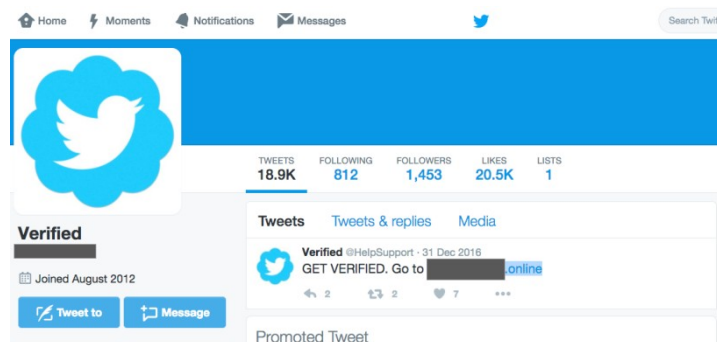 Home Moments Notifications Messages Search Twit
TWEETS FOLLOWING FOLLOWERS LIKES LISTS
18.9K 812 1,453 20.5K 1
Verified
Joined August 2012
Tweet to Message
Tweets Tweets & replies Media
Verified @HelpSupport · 31 Dec 2016
GET VERIFIED. Go to .online
2 2 7 •••
Promoted Tweet